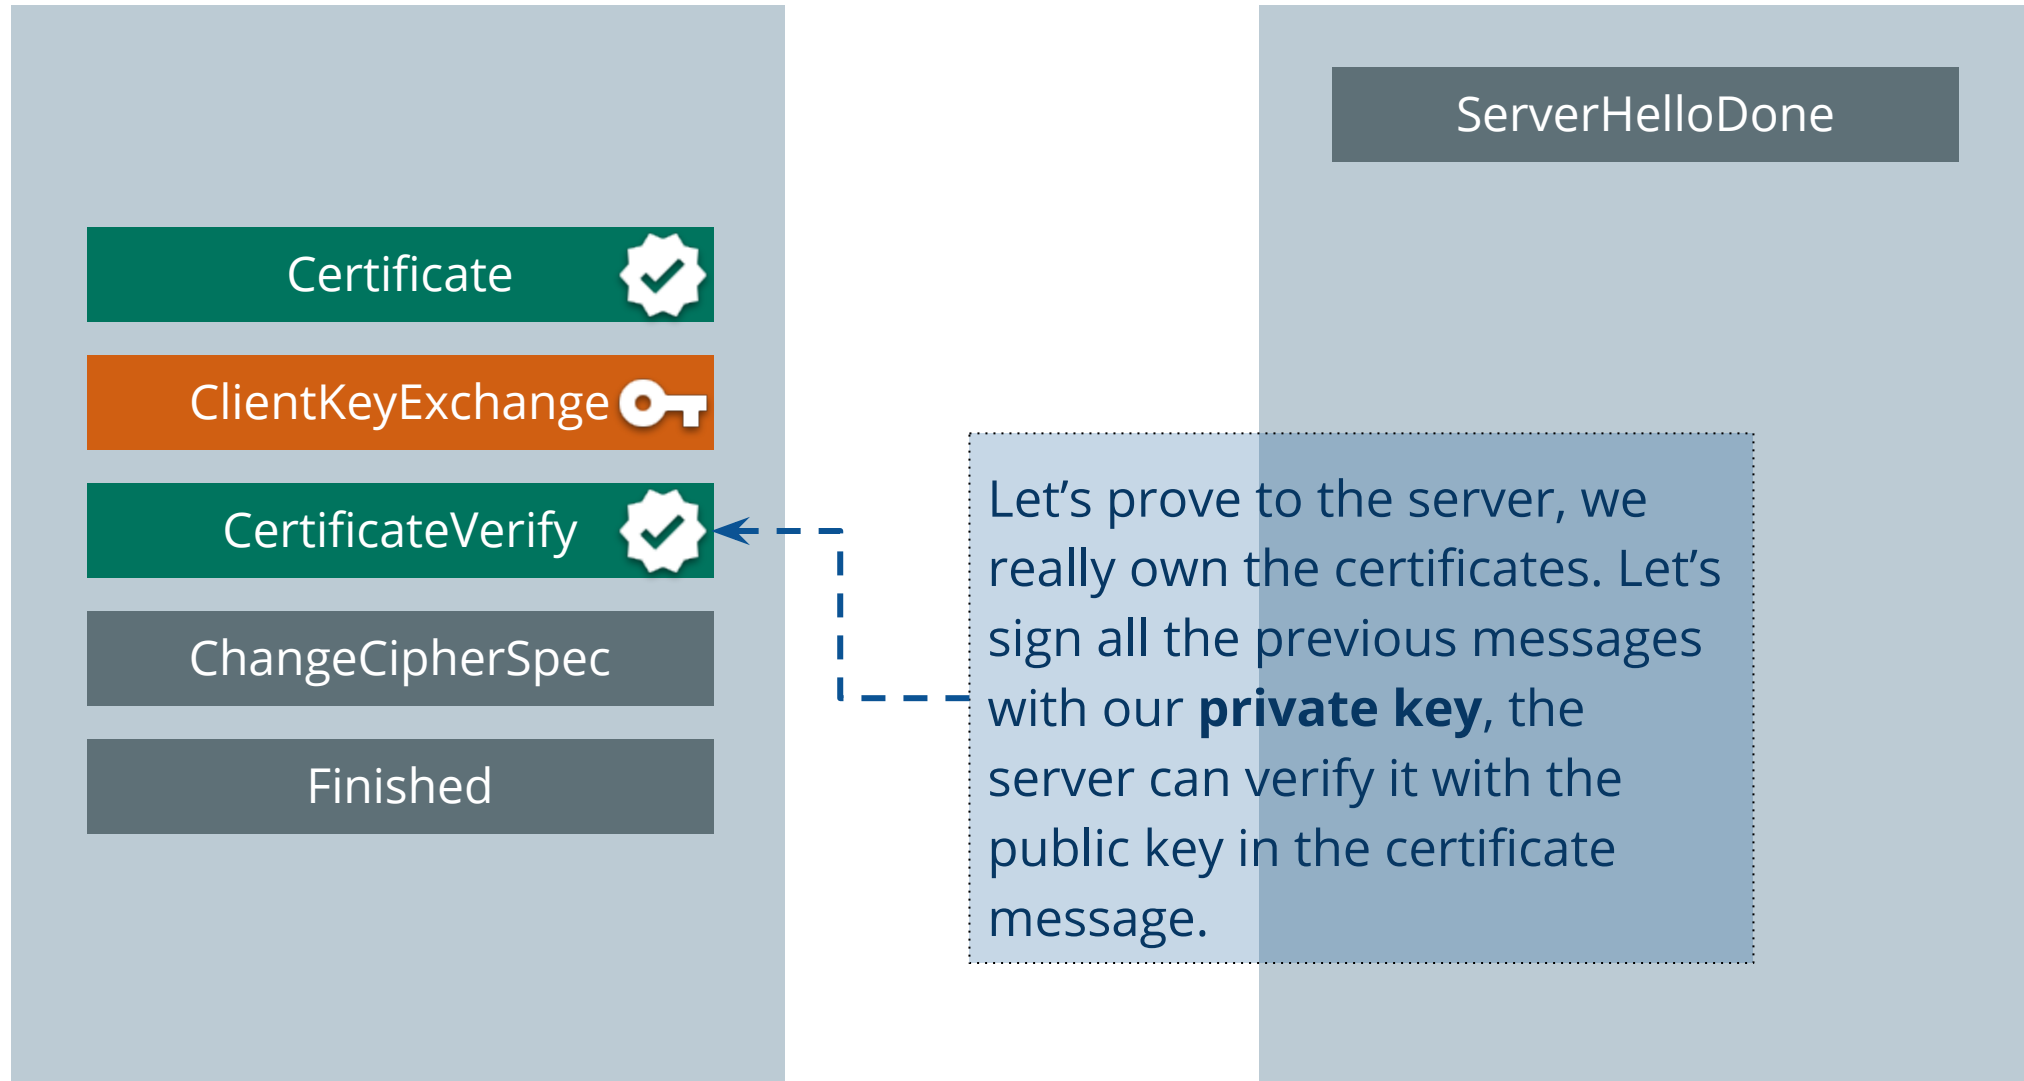 ServerHelloDone
Certificate
ClientKeyExchange
CertificateVerify
ChangeCipherSpec
Finished
Let’s prove to the server, we
really own the certificates. Let’s
sign all the previous messages
with our private key, the
server can verify it with the
public key in the certificate
message.